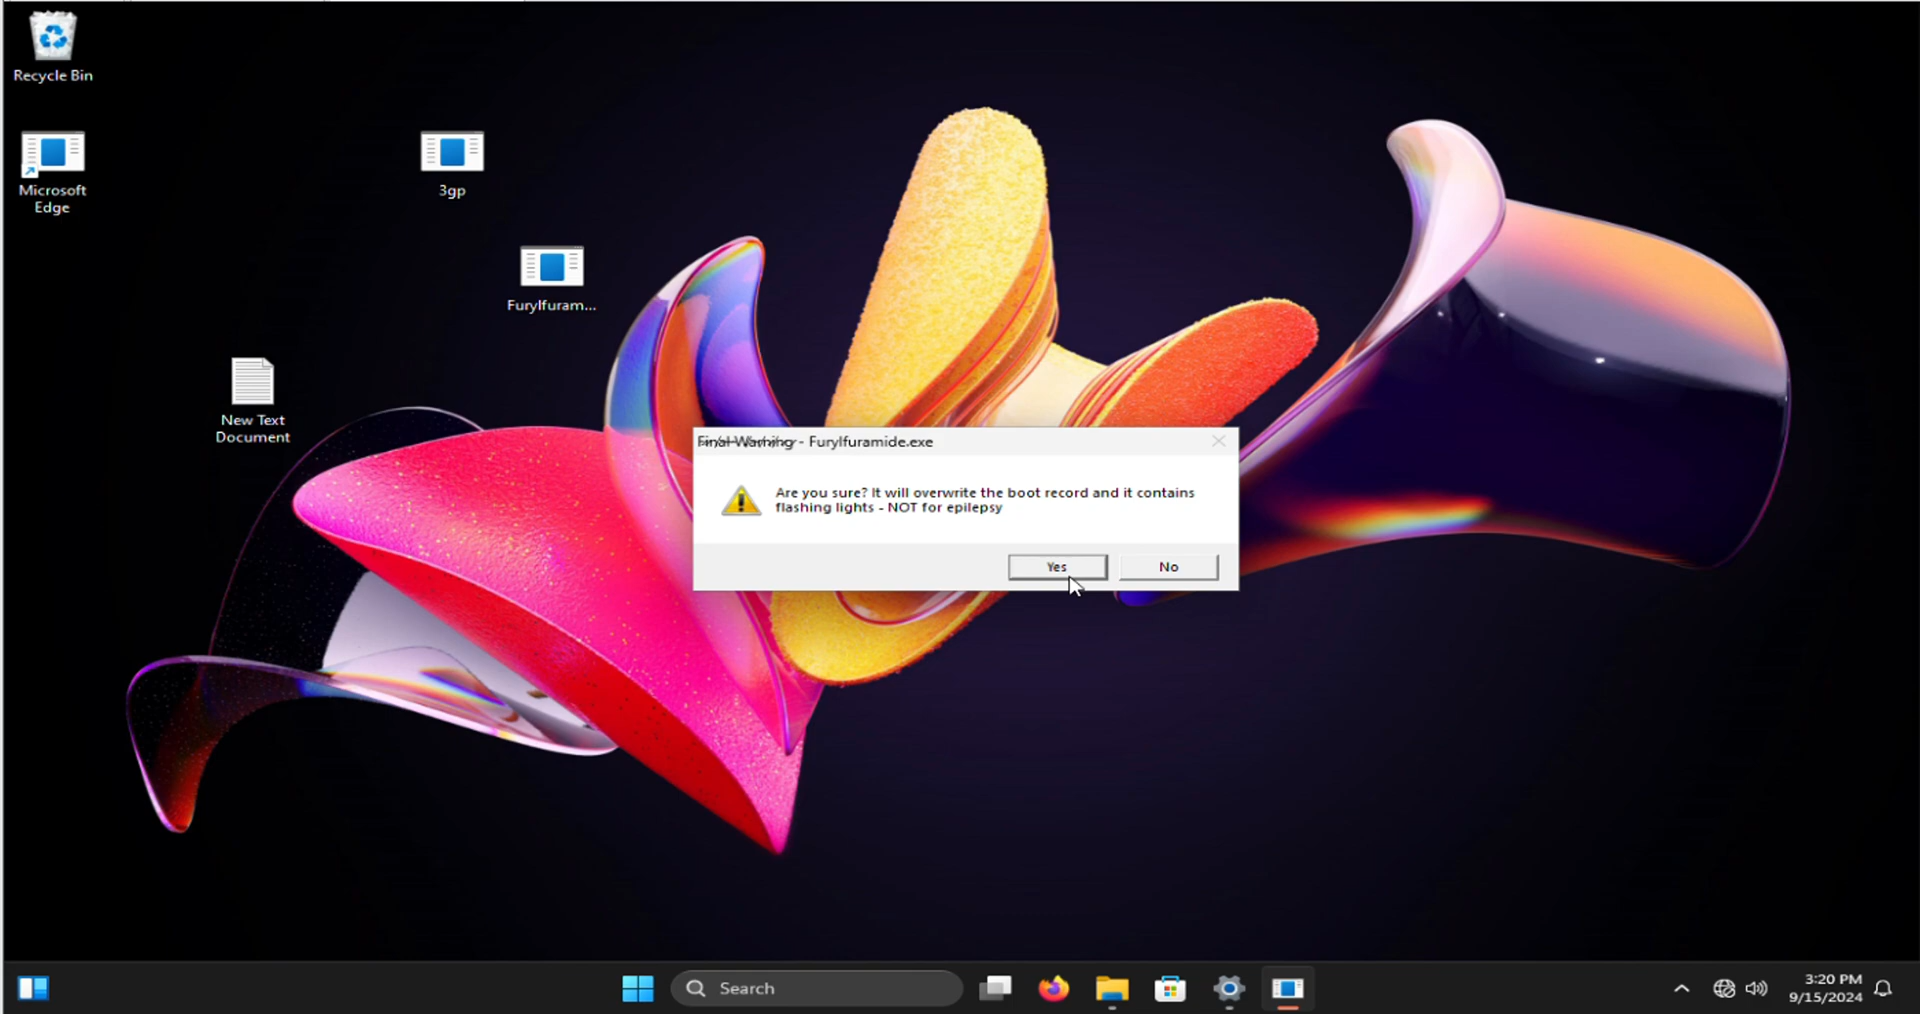 Recycle Bin
Microsoft
Edge
3gp
Furylfuram...
New Text
Document
Final Warning - Furylfuramide.exe
Are you sure? It will overwrite the boot record and it contains
flashing lights - NOT for epilepsy
Yes
No
Search
3:20 PM
9/15/2024